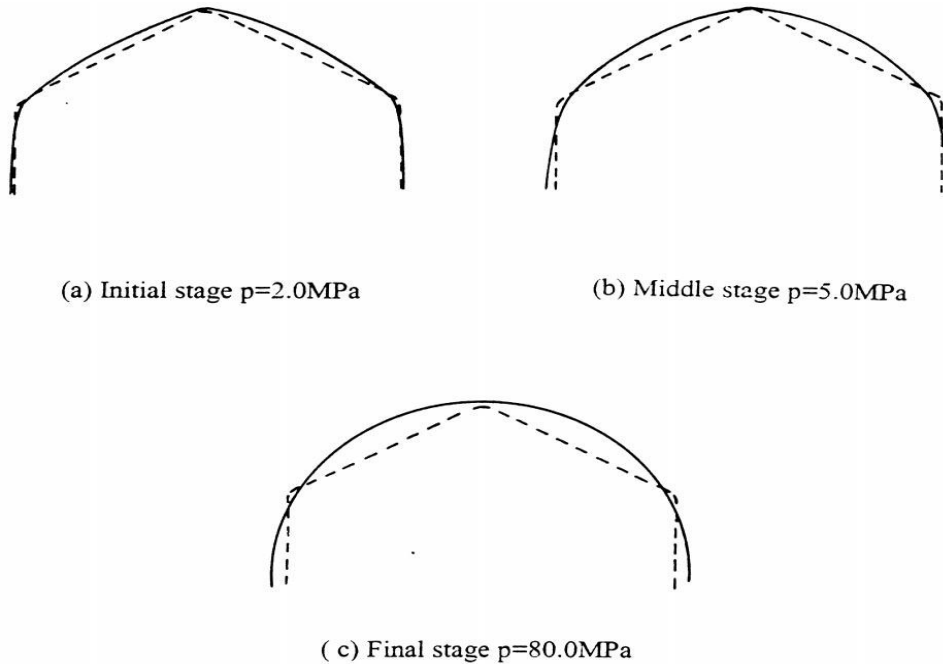 (a) Initial stage p=2.0MPa
(b) Middle stage p=5.0MPa
( c) Final stage p=80.0MPa